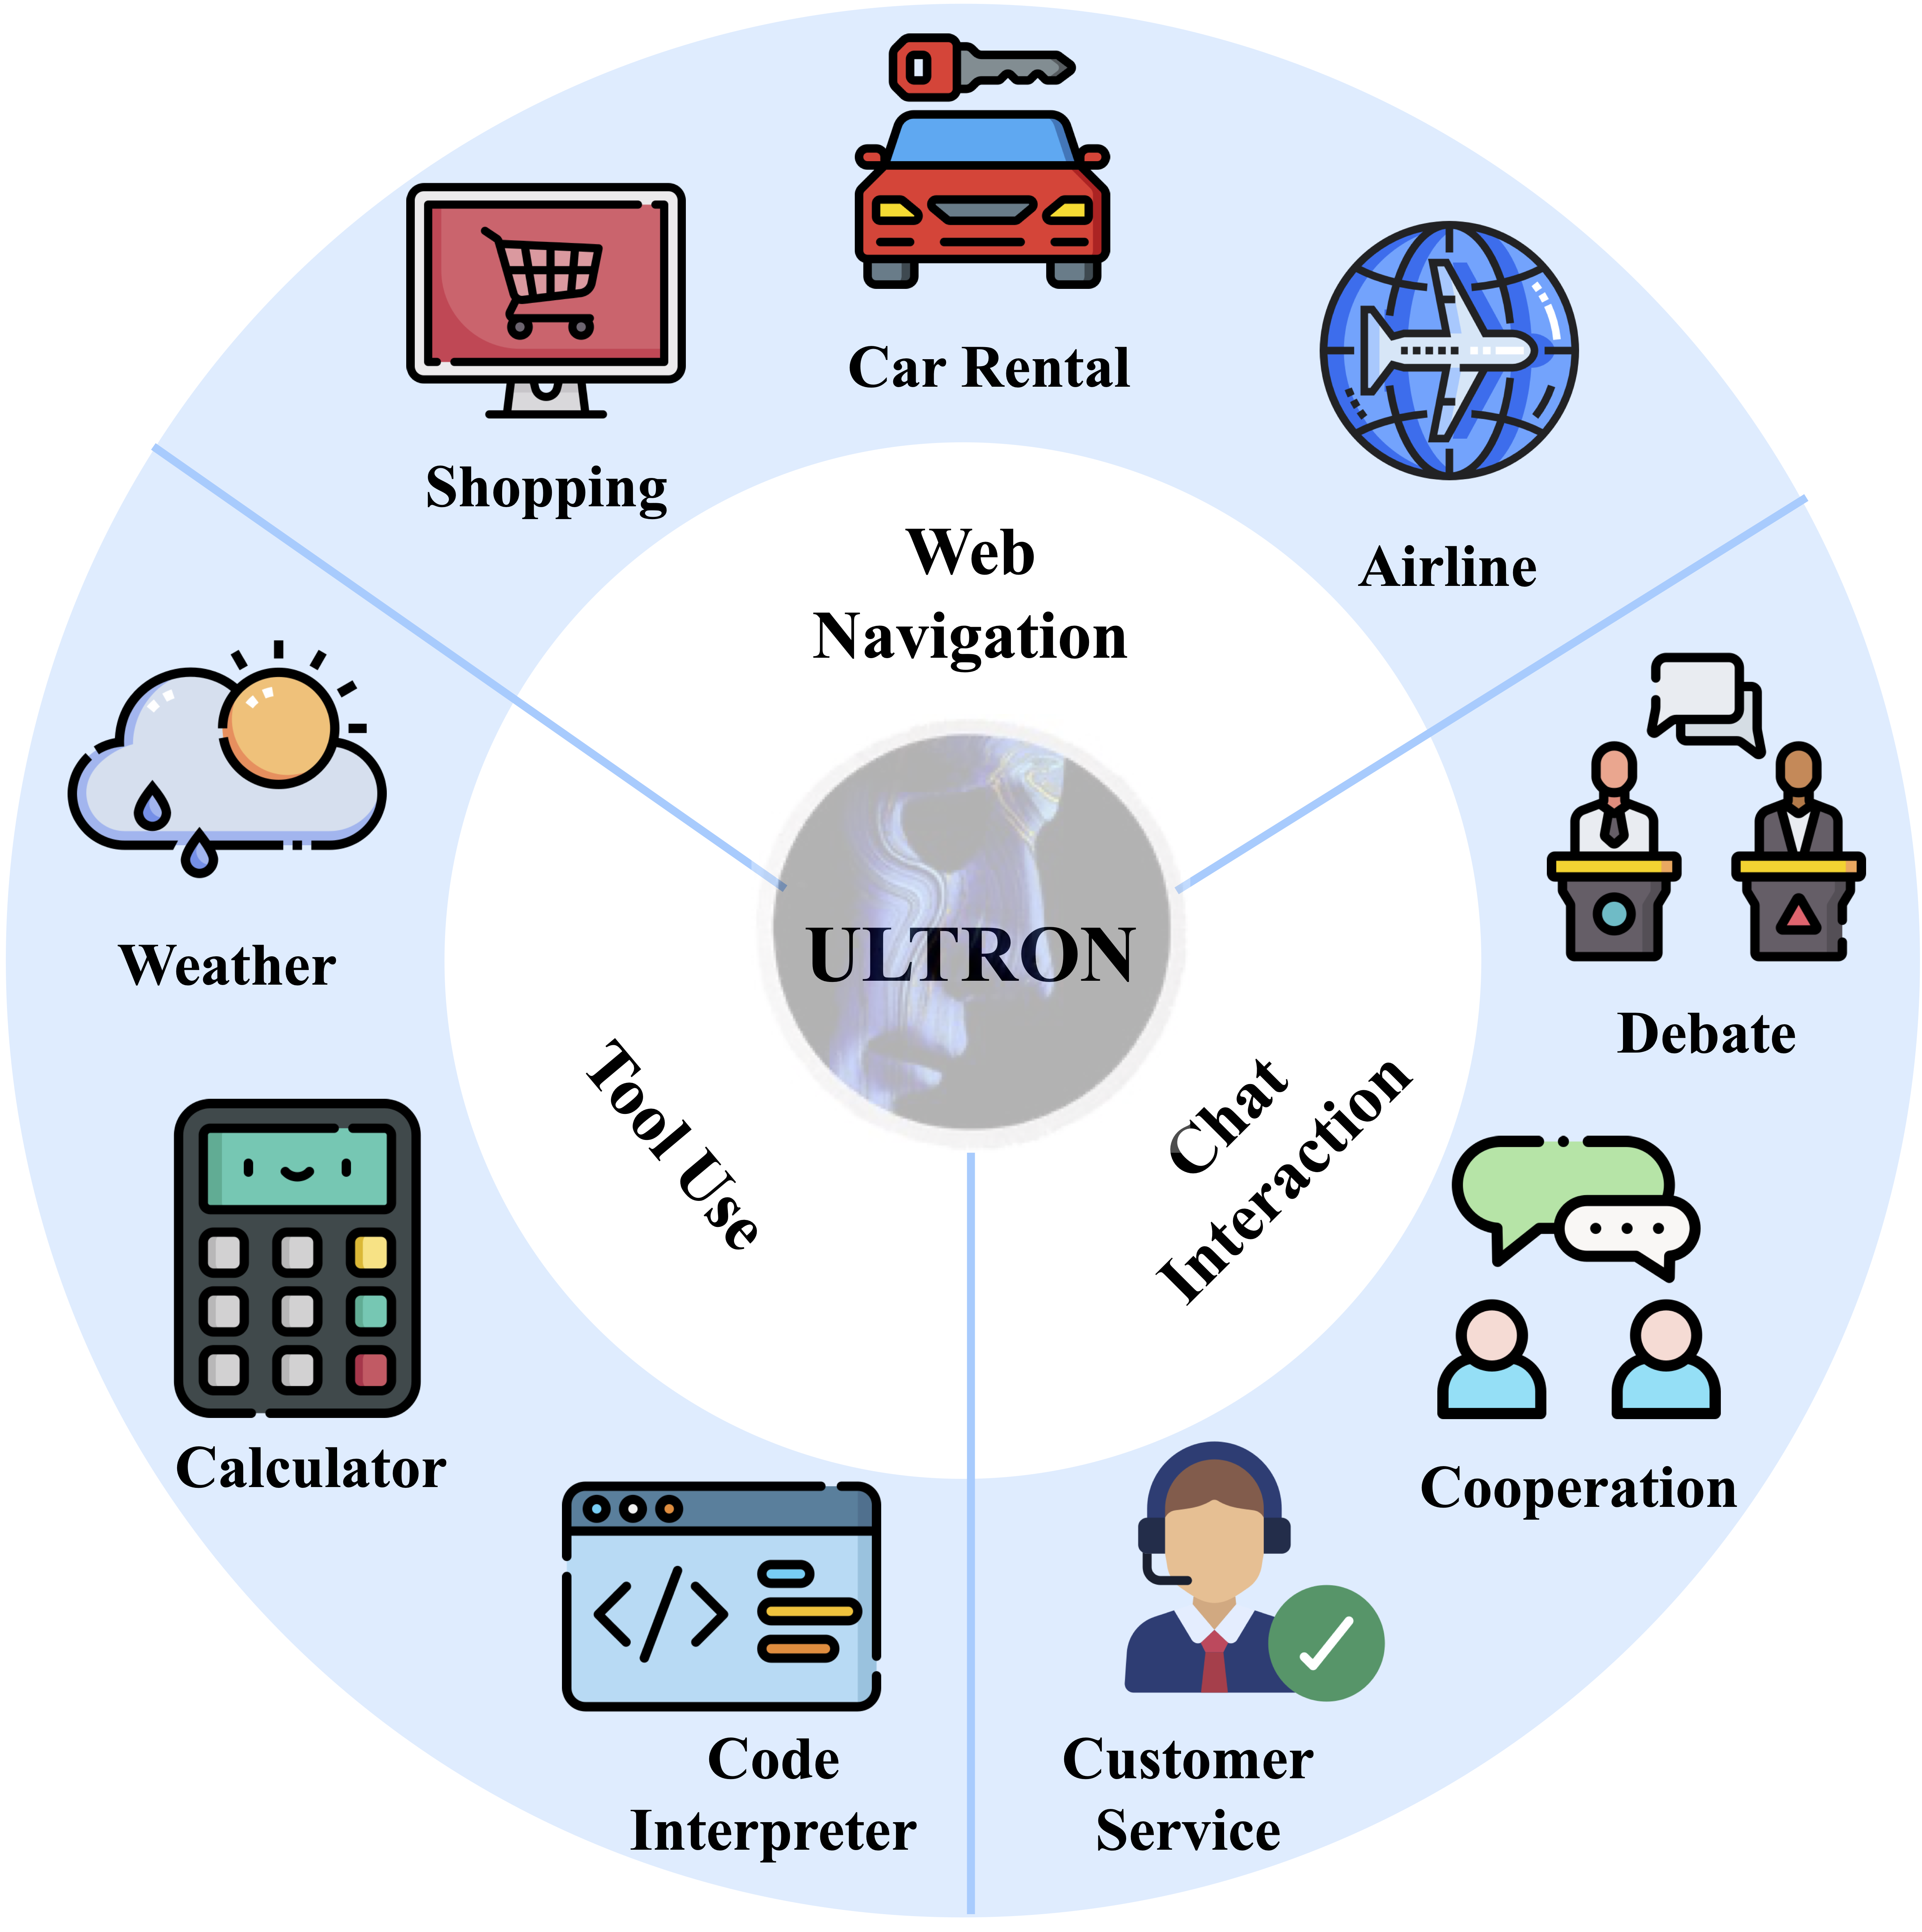 Car Rental
Shopping
Airline
Web
Navigation
Weather
ULTRON
Debate
Tool Use
Chat
Interaction
Calculator
Cooperation
Code
Interpreter
Customer
Service